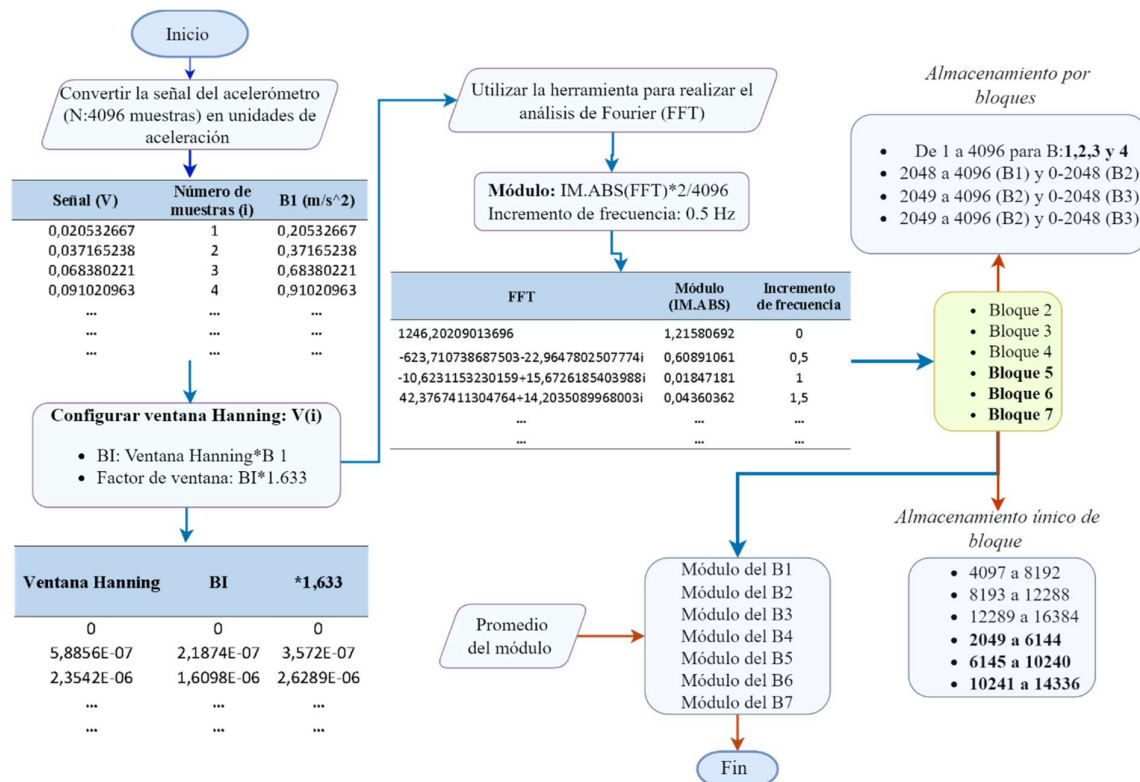 Inicio
Convertir la señal del acelerómetro
(N:4096 muestras) en unidades de
aceleración
Señal (V) Número de muestras (i) B1 (m/s^2)
0,020532667 1 0,20532667
0,037165238 2 0,37165238
0,068380221 3 0,68380221
0,091020963 4 0,91020963
... ... ...
... ... ...
... ... ...
Configurar ventana Hanning: V(i)
• BI: Ventana Hanning*B 1
• Factor de ventana: BI*1.633
Ventana Hanning BI *1,633
0 0 0
5,8856E-07 2,1874E-07 3,572E-07
2,3542E-06 1,6098E-06 2,6289E-06
... ... ...
... ... ...
Utilizar la herramienta para realizar el
análisis de Fourier (FFT)
Módulo: IM.ABS(FFT)*2/4096
Incremento de frecuencia: 0.5 Hz
FFT Módulo (IM.ABS) Incremento de frecuencia
1246,20209013696 1,21580692 0
-623,710738687503-22,9647802507774i 0,60891061 0,5
-10,6231153230159+15,6726185403988i 0,01847181 1
42,3767411304764+14,2035089968003i 0,04360362 1,5
... ... ...
... ... ...
Almacenamiento por
bloques
• De 1 a 4096 para B:1,2,3 y 4
• 2048 a 4096 (B1) y 0-2048 (B2)
• 2049 a 4096 (B2) y 0-2048 (B3)
• 2049 a 4096 (B2) y 0-2048 (B3)
• Bloque 2
• Bloque 3
• Bloque 4
• Bloque 5
• Bloque 6
• Bloque 7
Almacenamiento único de
bloque
• 4097 a 8192
• 8193 a 12288
• 12289 a 16384
• 2049 a 6144
• 6145 a 10240
• 10241 a 14336
Promedio
del módulo
Módulo del B1
Módulo del B2
Módulo del B3
Módulo del B4
Módulo del B5
Módulo del B6
Módulo del B7
Fin